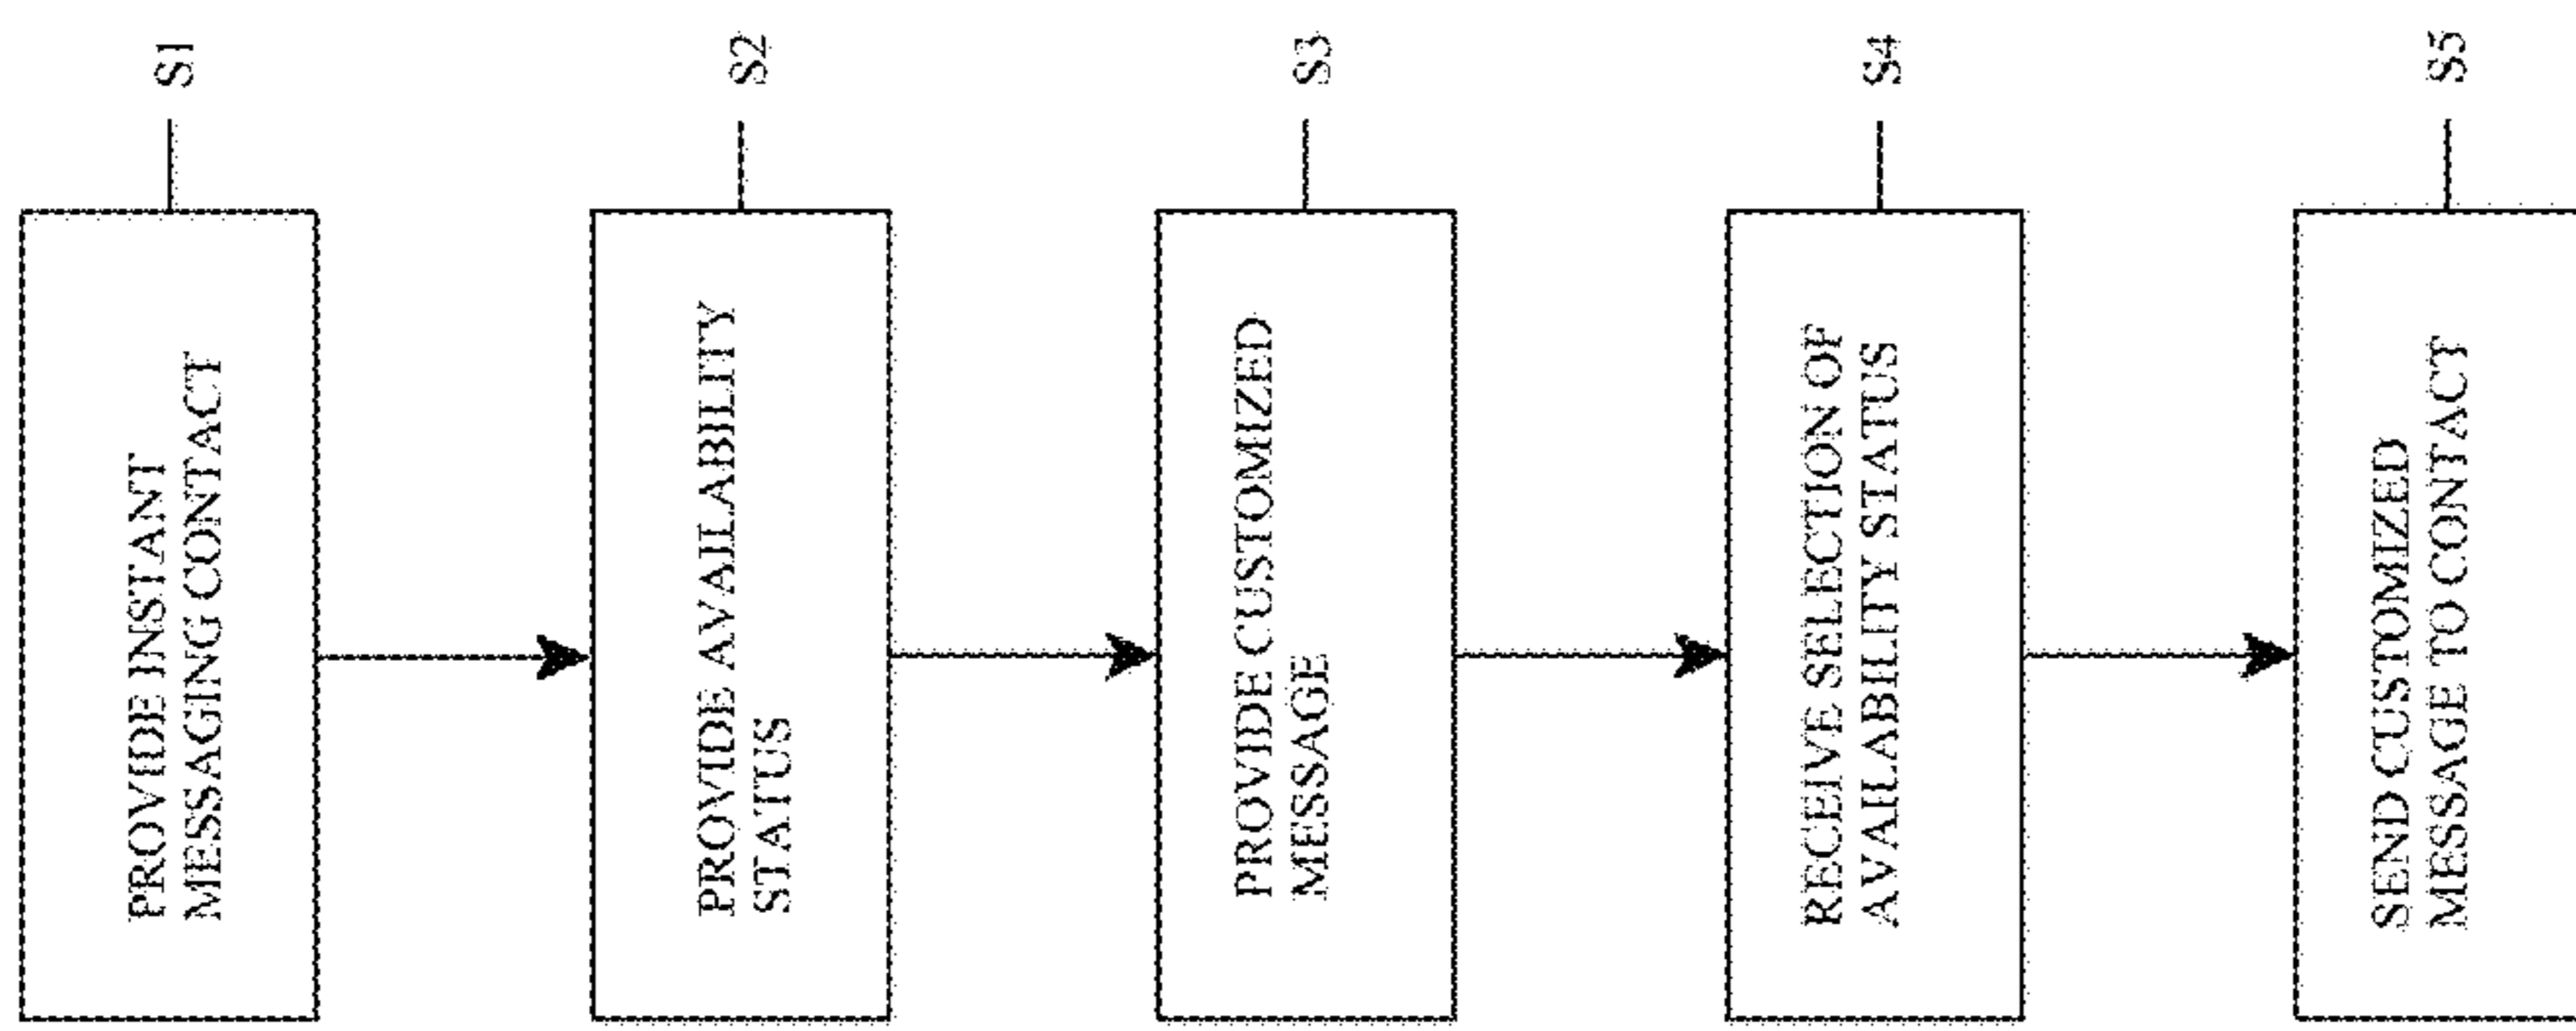 PROVIDE INSTANT
MESSAGING CONTACT
S1
PROVIDE AVAILABILITY
STATUS
S2
PROVIDE CUSTOMIZED
MESSAGE
S3
RECEIVE SELECTION OF
AVAILABILITY STATUS
S4
SEND CUSTOMIZED
MESSAGE TO CONTACT
S5